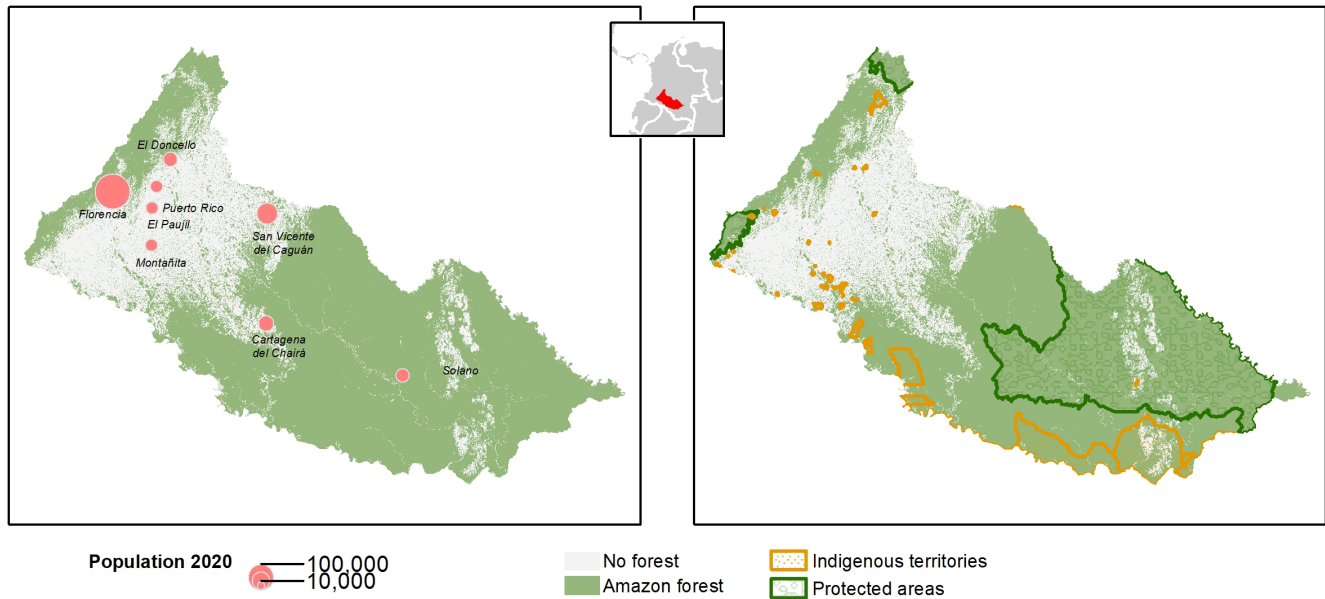 El Doncello
Florencia
Puerto Rico
El Paujíl
San Vicente
del Caguán
Montañita
Cartagena
del Chairá
Solano
Population 2020
100,000
10,000
No forest
Amazon forest
Indigenous territories
Protected areas